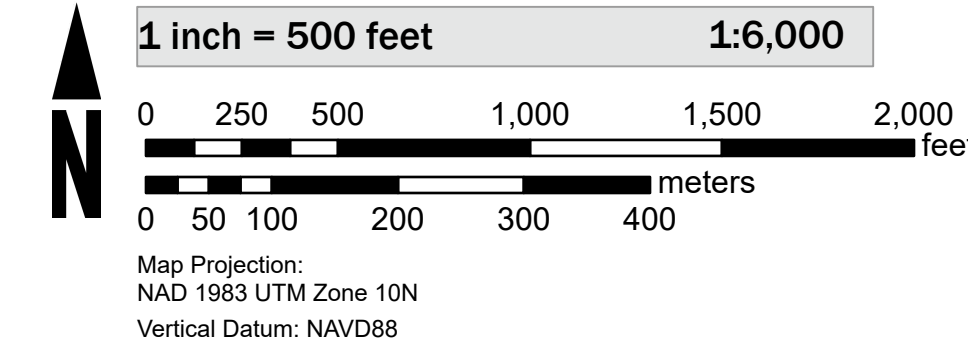 N
1 inch = 500 feet 1:6,000
0 250 500 1,000 1,500 2,000
feet
meters
0 50 100 200 300 400
Map Projection:
NAD 1983 UTM Zone 10N
Vertical Datum: NAVD88